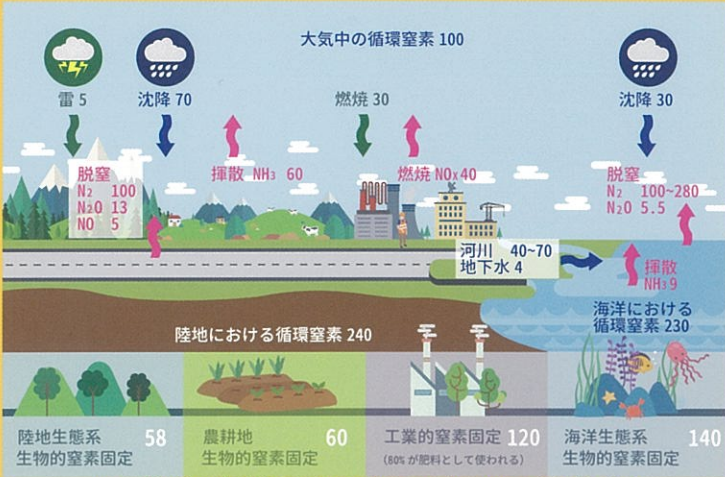 大気中の循環窒素 100
雷 5
沈降 70
燃焼 30
沈降 30
脱窒
N₂ 100
N₂O 13
NO 5
揮散 NH₃ 60
燃焼 NOx 40
脱窒
N₂ 100~280
N₂O 5.5
河川 40~70
地下水 4
揮散
NH₃ 9
海洋における
循環窒素 230
陸地における循環窒素 240
陸地生態系 58
生物的窒素固定
農耕地 60
生物的窒素固定
工業的窒素固定 120
(80% が肥料として使われる)
海洋生態系 140
生物的窒素固定